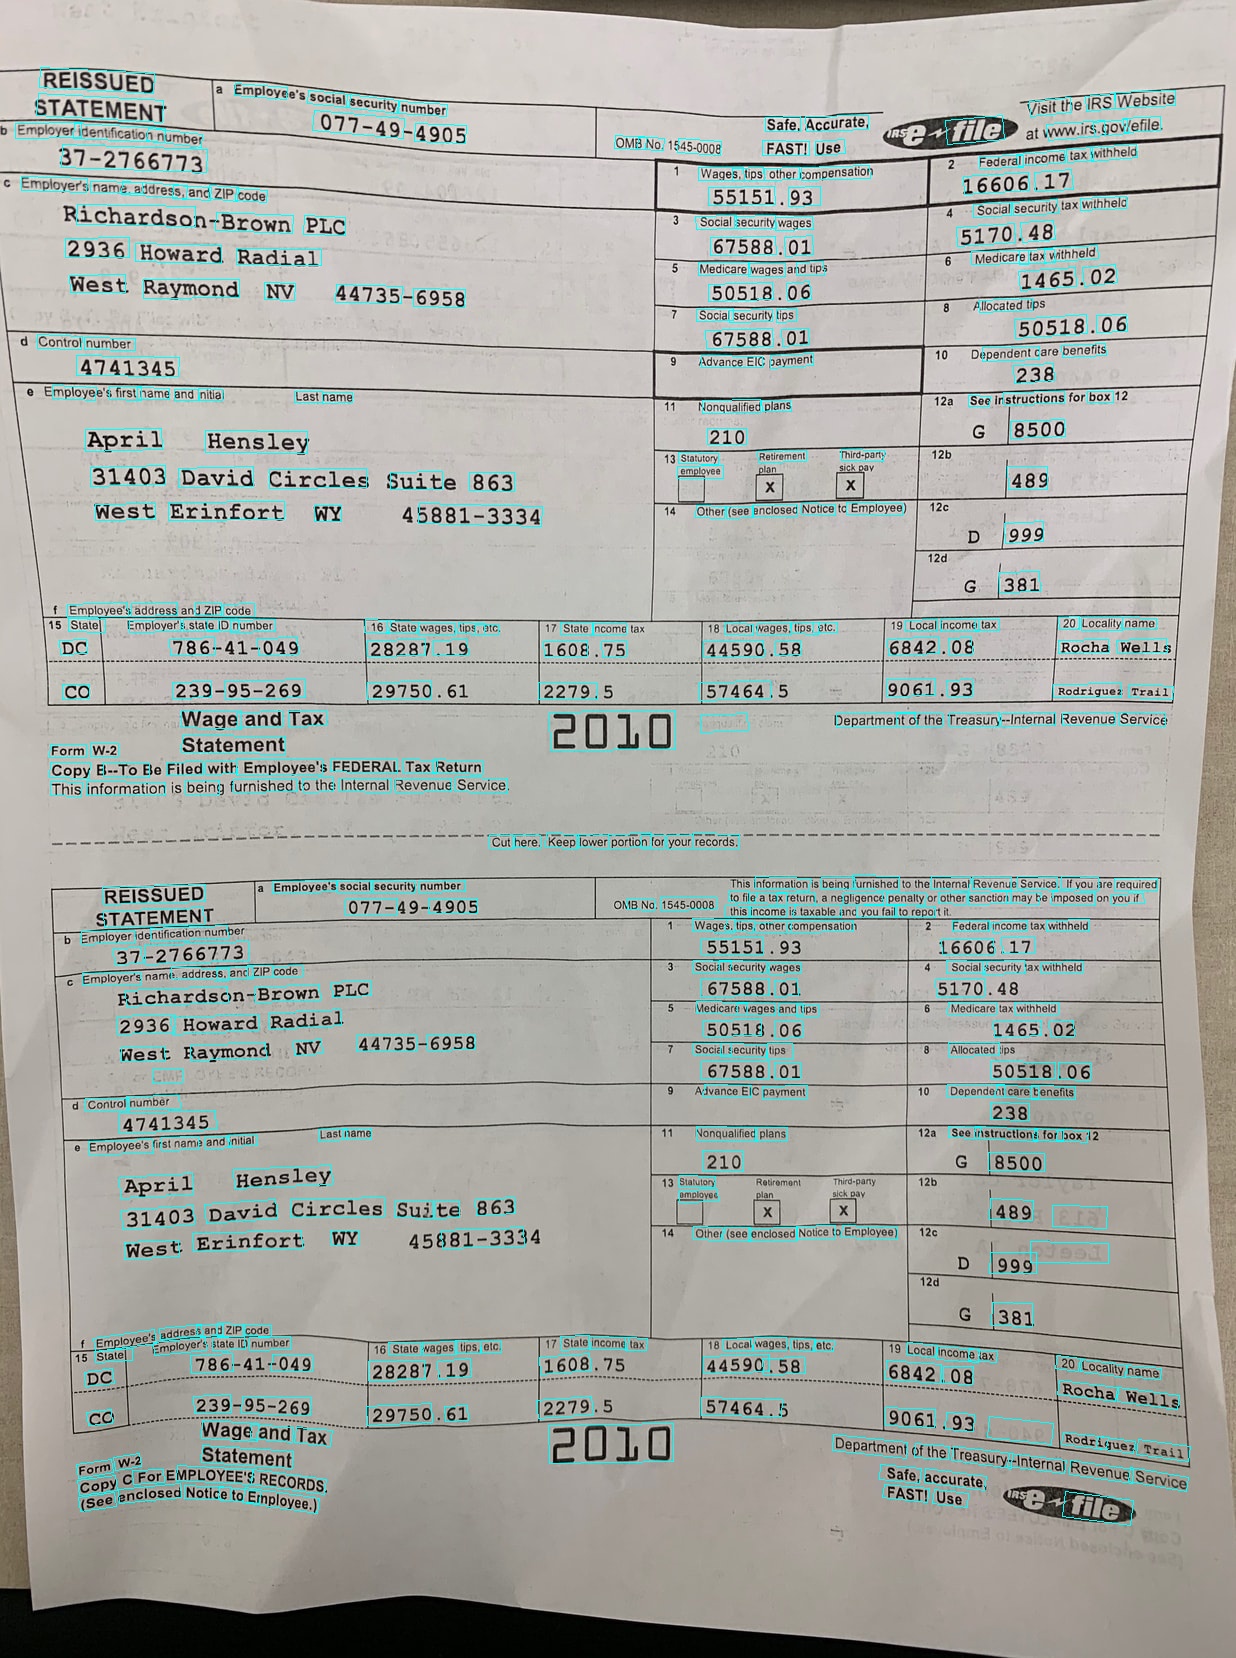 REISSUED
STATEMENT
a Employee's social security number
077-49-4905
OMB No. 1545-0008
Safe, Accurate,
FAST! Use
IRS e-file
Visit the IRS Website
at www.irs.gov/efile.
b Employer identification number
37-2766773
1 Wages, tips, other compensation
55151.93
2 Federal income tax withheld
16606.17
c Employer's name, address, and ZIP code
Richardson-Brown PLC
2936 Howard Radial
West Raymond NV 44735-6958
3 Social security wages
67588.01
4 Social security tax withheld
5170.48
5 Medicare wages and tips
50518.06
6 Medicare tax withheld
1465.02
7 Social security tips
67588.01
8 Allocated tips
50518.06
d Control number
4741345
9 Advance EIC payment
10 Dependent care benefits
238
e Employee's first name and initial Last name
April Hensley
31403 David Circles Suite 863
West Erinfort WY 45881-3334
11 Nonqualified plans
210
12a See instructions for box 12
G 8500
13 Statutory employee
Retirement plan
X
Third-party sick pay
X
12b
489
14 Other (see enclosed Notice to Employee)
12c
D 999
12d
G 381
f Employee's address and ZIP code
15 State Employer's state ID number 16 State wages, tips, etc. 17 State income tax 18 Local wages, tips, etc. 19 Local income tax 20 Locality name
DC 786-41-049 28287.19 1608.75 44590.58 6842.08 Rocha Wells
CO 239-95-269 29750.61 2279.5 57464.5 9061.93 Rodriguez Trail
Wage and Tax
Statement
Form W-2
2010
Department of the Treasury--Internal Revenue Service
Copy B--To Be Filed with Employee's FEDERAL Tax Return
This information is being furnished to the Internal Revenue Service.
Cut here. Keep lower portion for your records.
REISSUED
STATEMENT
a Employee's social security number
077-49-4905
OMB No. 1545-0008
This information is being furnished to the Internal Revenue Service. If you are required
to file a tax return, a negligence penalty or other sanction may be imposed on you if
this income is taxable and you fail to report it.
b Employer identification number
37-2766773
1 Wages, tips, other compensation
55151.93
2 Federal income tax withheld
16606.17
c Employer's name, address, and ZIP code
Richardson-Brown PLC
2936 Howard Radial
West Raymond NV 44735-6958
3 Social security wages
67588.01
4 Social security tax withheld
5170.48
5 Medicare wages and tips
50518.06
6 Medicare tax withheld
1465.02
7 Social security tips
67588.01
8 Allocated tips
50518.06
d Control number
4741345
9 Advance EIC payment
10 Dependent care benefits
238
e Employee's first name and initial Last name
April Hensley
31403 David Circles Suite 863
West Erinfort WY 45881-3334
11 Nonqualified plans
210
12a See instructions for box 12
G 8500
13 Statutory employee
Retirement plan
X
Third-party sick pay
X
12b
489
14 Other (see enclosed Notice to Employee)
12c
D 999
12d
G 381
f Employee's address and ZIP code
15 State Employer's state ID number 16 State wages, tips, etc. 17 State income tax 18 Local wages, tips, etc. 19 Local income tax 20 Locality name
DC 786-41-049 28287.19 1608.75 44590.58 6842.08 Rocha Wells
CO 239-95-269 29750.61 2279.5 57464.5 9061.93 Rodriguez Trail
Wage and Tax
Statement
Form W-2
2010
Department of the Treasury--Internal Revenue Service
Copy C For EMPLOYEE'S RECORDS.
(See enclosed Notice to Employee.)
Safe, accurate,
FAST! Use
IRS e-file